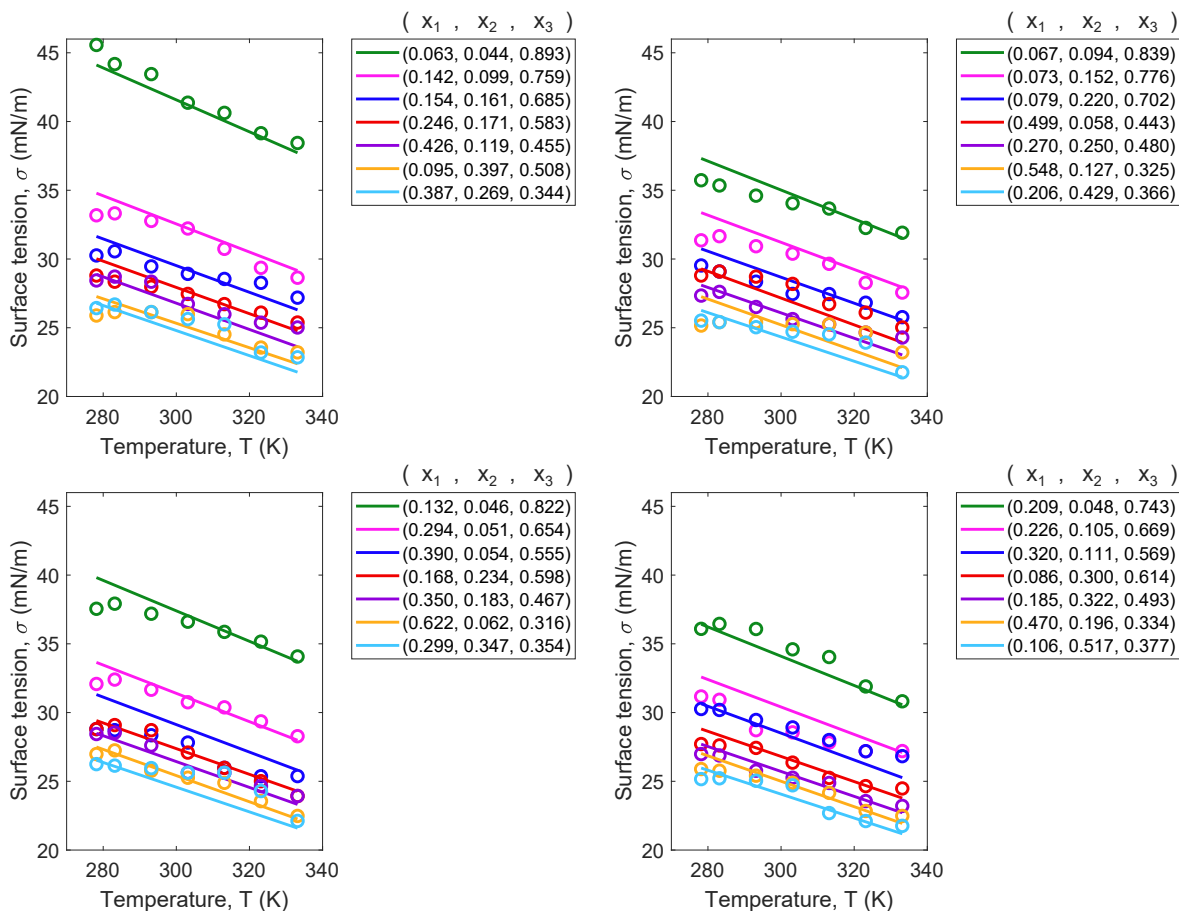 ( x₁ , x₂ , x₃ )
(0.063, 0.044, 0.893)
(0.142, 0.099, 0.759)
(0.154, 0.161, 0.685)
(0.246, 0.171, 0.583)
(0.426, 0.119, 0.455)
(0.095, 0.397, 0.508)
(0.387, 0.269, 0.344)
45
40
35
30
25
20
280
300
320
340
Surface tension, σ (mN/m)
Temperature, T (K)
( x₁ , x₂ , x₃ )
(0.067, 0.094, 0.839)
(0.073, 0.152, 0.776)
(0.079, 0.220, 0.702)
(0.499, 0.058, 0.443)
(0.270, 0.250, 0.480)
(0.548, 0.127, 0.325)
(0.206, 0.429, 0.366)
45
40
35
30
25
20
280
300
320
340
Surface tension, σ (mN/m)
Temperature, T (K)
( x₁ , x₂ , x₃ )
(0.132, 0.046, 0.822)
(0.294, 0.051, 0.654)
(0.390, 0.054, 0.555)
(0.168, 0.234, 0.598)
(0.350, 0.183, 0.467)
(0.622, 0.062, 0.316)
(0.299, 0.347, 0.354)
45
40
35
30
25
20
280
300
320
340
Surface tension, σ (mN/m)
Temperature, T (K)
( x₁ , x₂ , x₃ )
(0.209, 0.048, 0.743)
(0.226, 0.105, 0.669)
(0.320, 0.111, 0.569)
(0.086, 0.300, 0.614)
(0.185, 0.322, 0.493)
(0.470, 0.196, 0.334)
(0.106, 0.517, 0.377)
45
40
35
30
25
20
280
300
320
340
Surface tension, σ (mN/m)
Temperature, T (K)